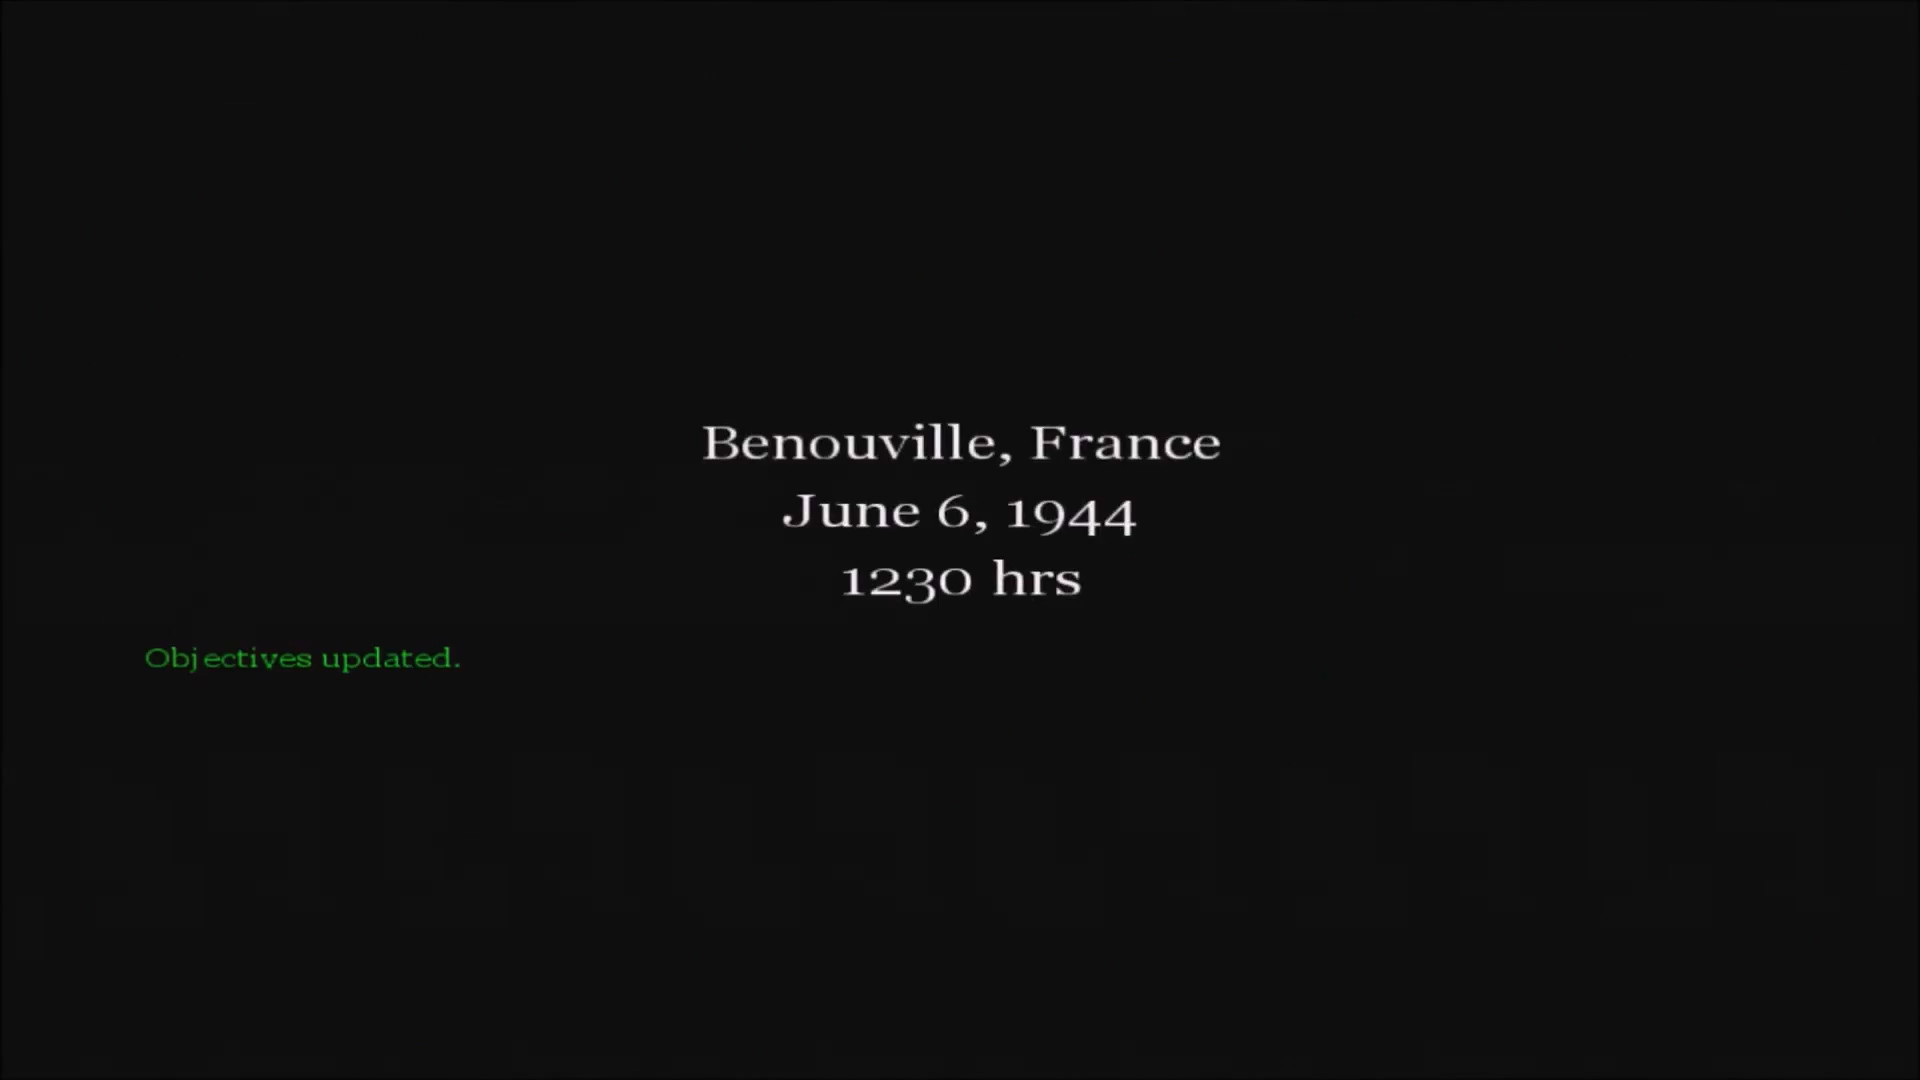 Benouville, France
June 6, 1944
1230 hrs
Objectives updated.